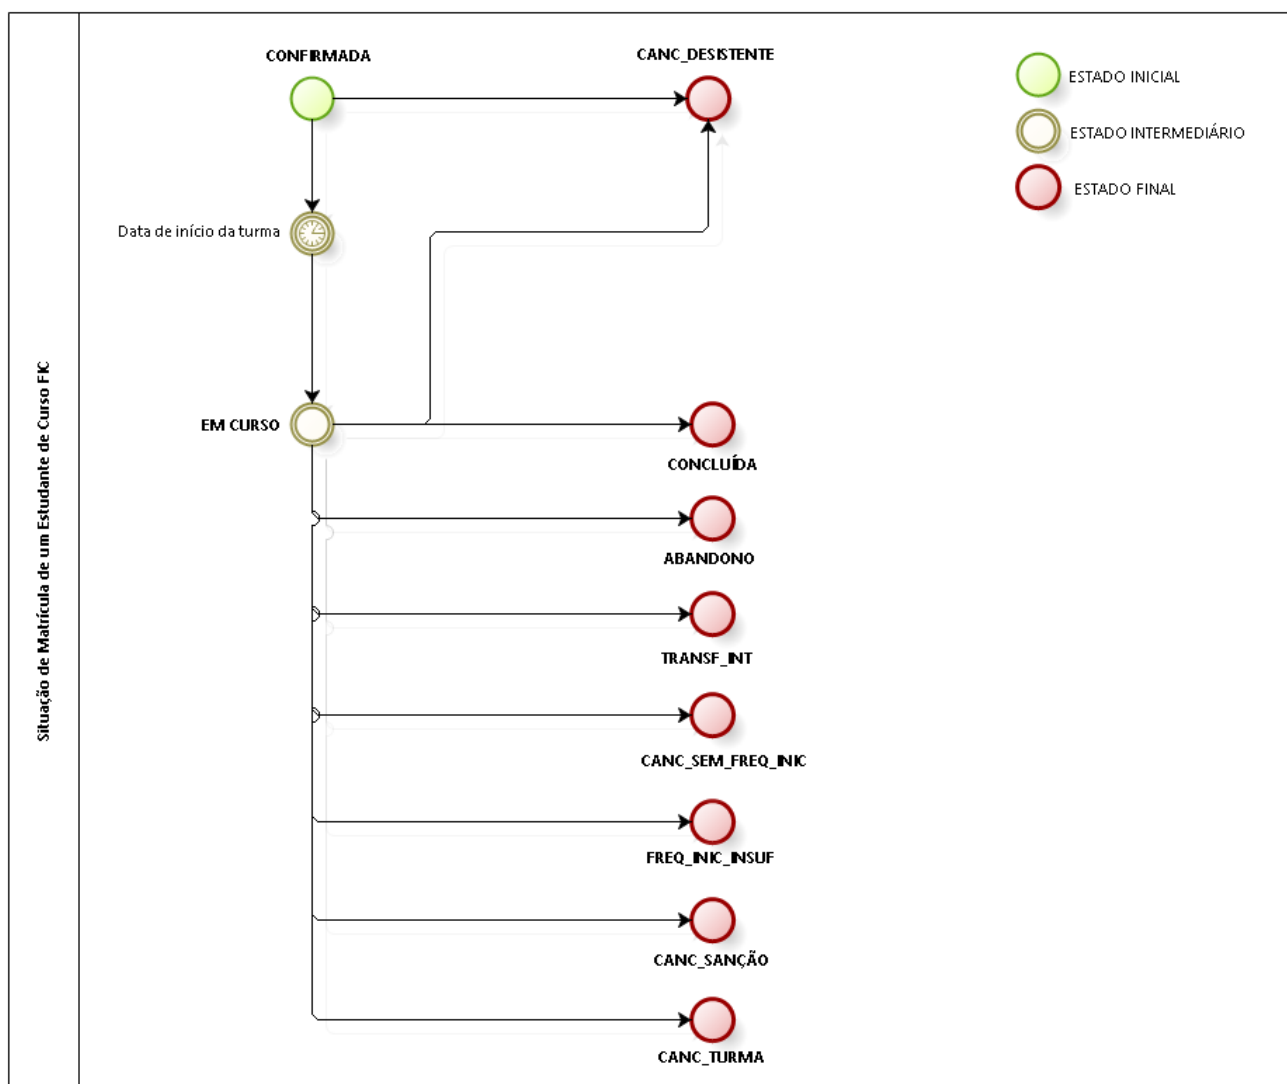 Situação de Matrícula de um Estudante de Curso FIC
CONFIRMADA
CANC_DESISTENTE
ESTADO INICIAL
ESTADO INTERMEDIÁRIO
ESTADO FINAL
Data de início da turma
EM CURSO
CONCLUÍDA
ABANDONO
TRANSF_INT
CANC_SEM_FREQ_INIC
FREQ_INIC_INSUF
CANC_SANÇÃO
CANC_TURMA